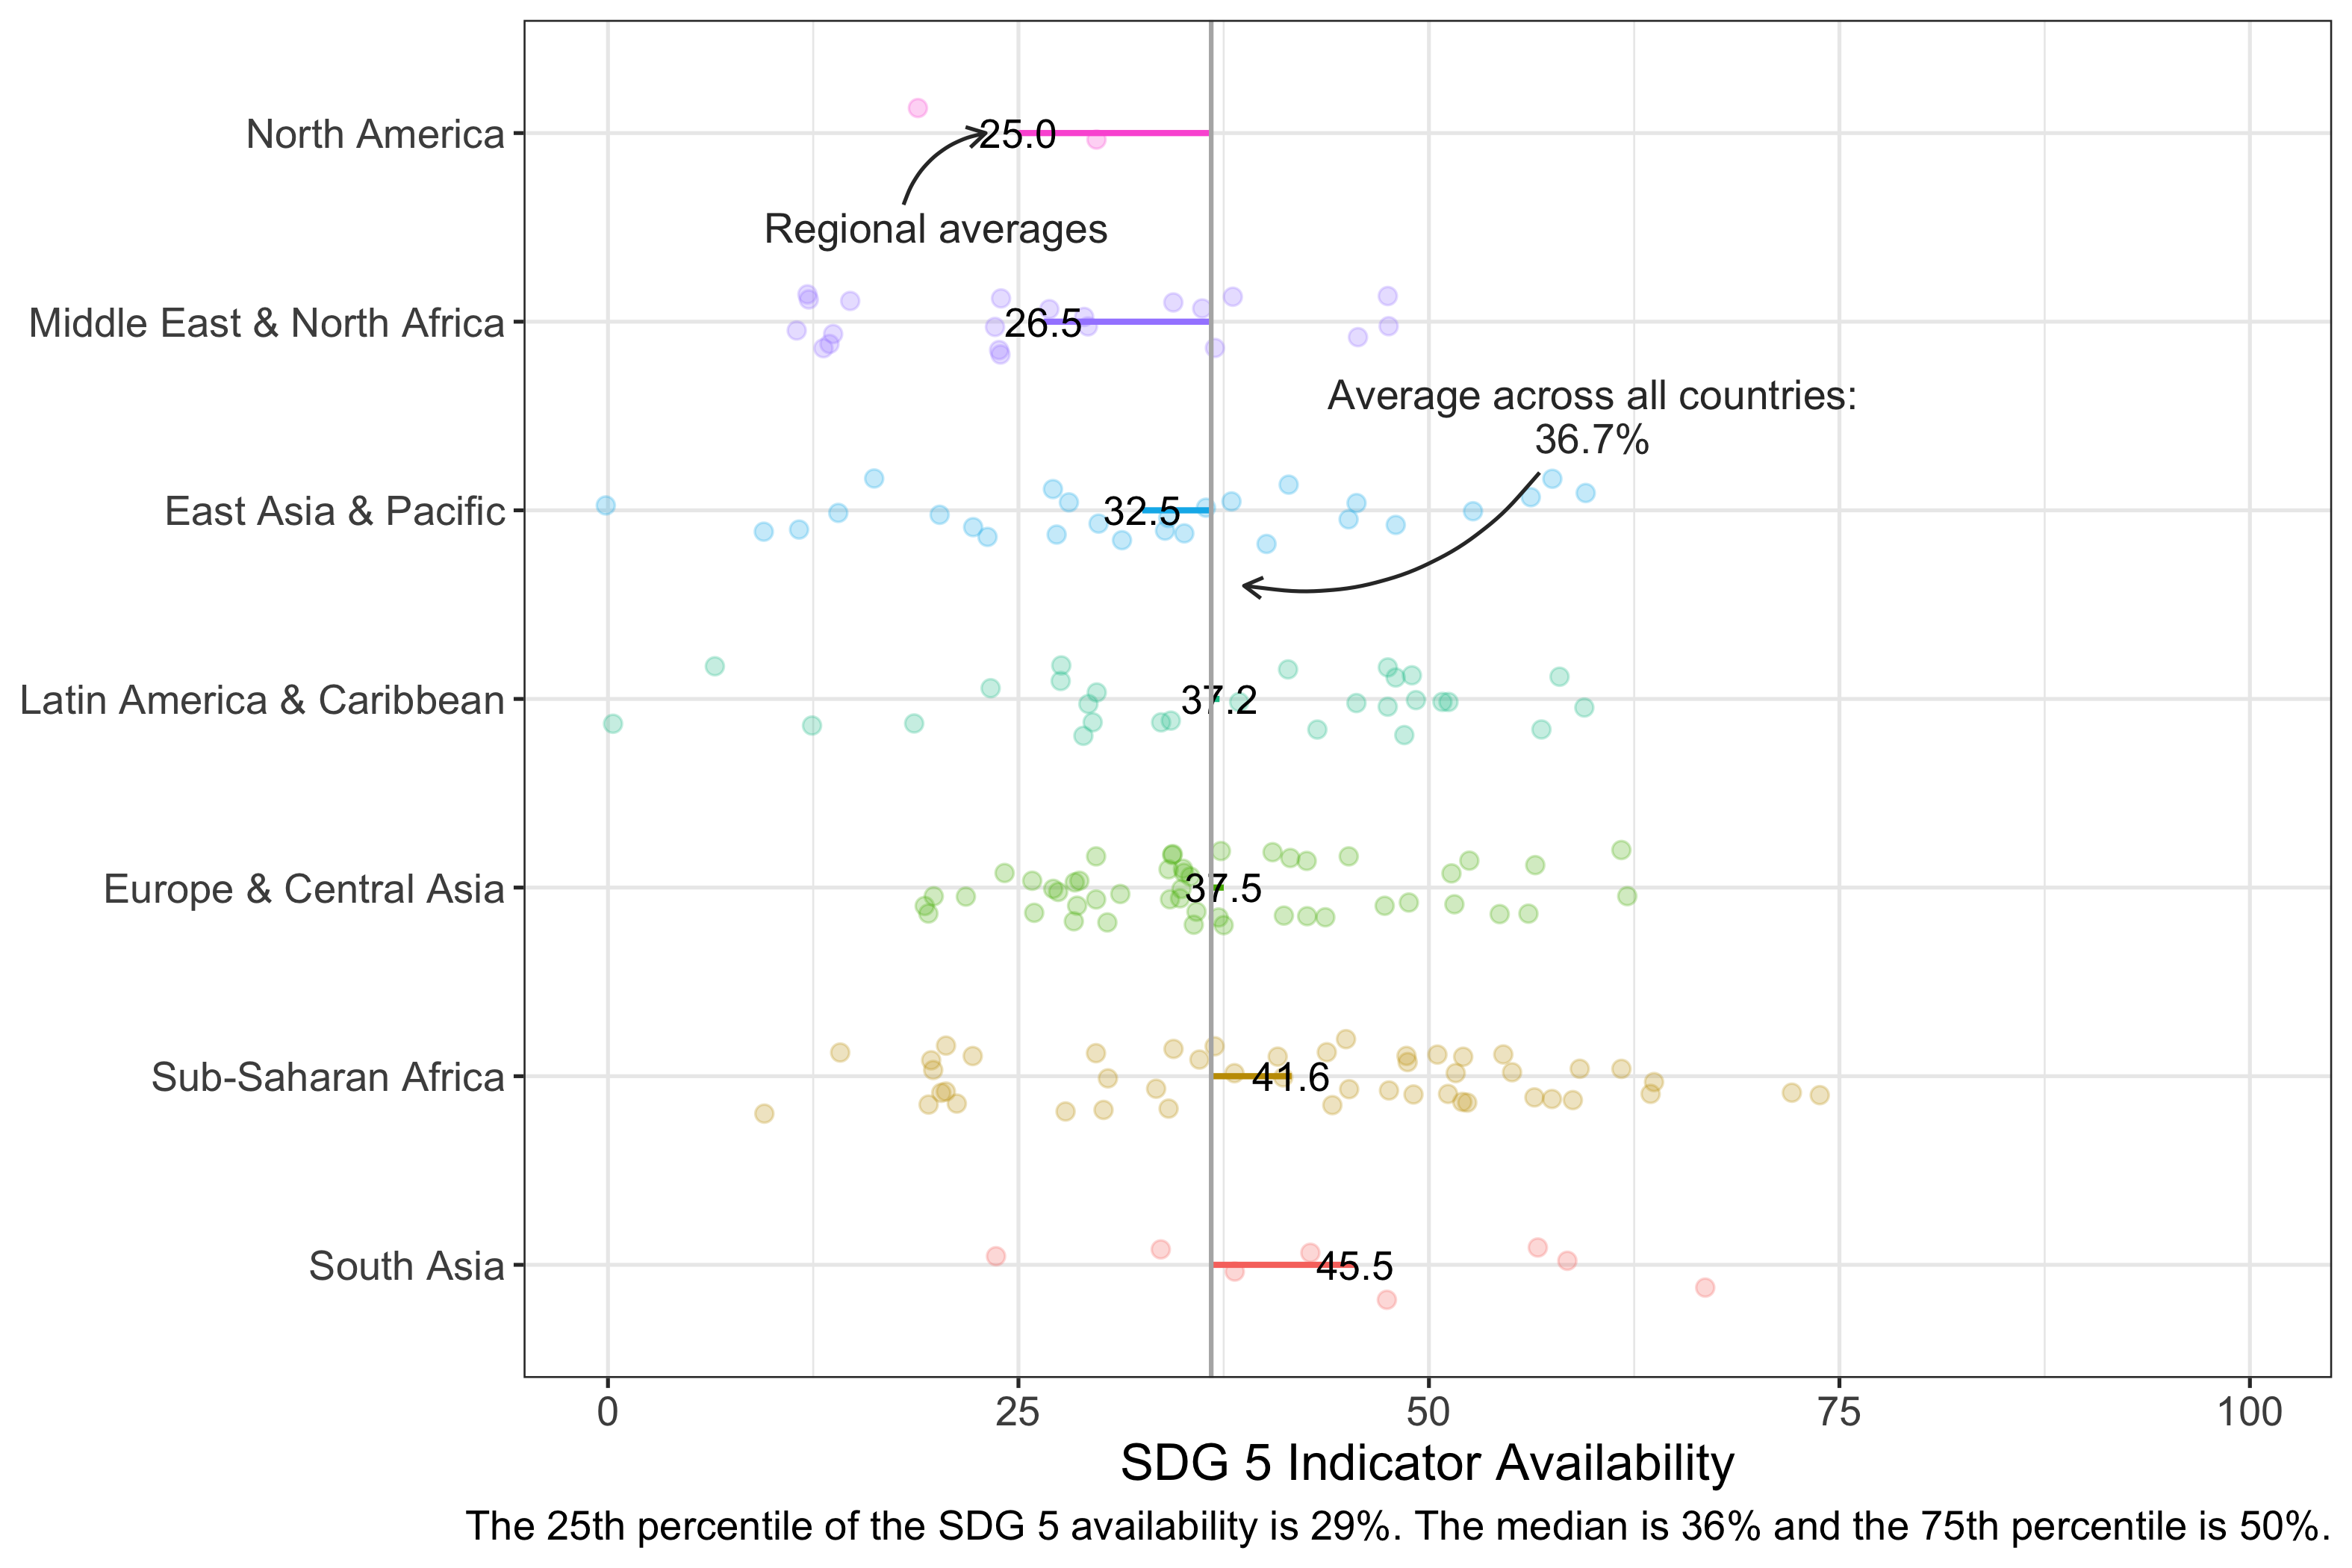 North America
25.0
Regional averages
Middle East & North Africa
26.5
Average across all countries:
36.7%
East Asia & Pacific
32.5
Latin America & Caribbean
37.2
Europe & Central Asia
37.5
Sub-Saharan Africa
41.6
South Asia
45.5
0 25 50 75 100
SDG 5 Indicator Availability
The 25th percentile of the SDG 5 availability is 29%. The median is 36% and the 75th percentile is 50%.